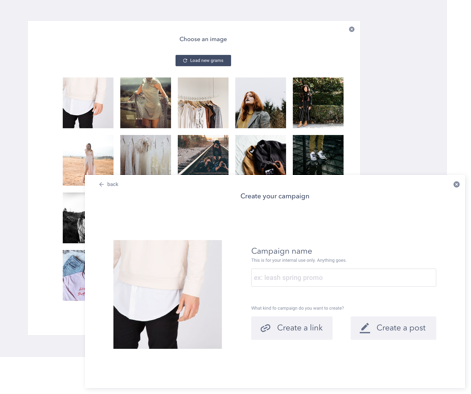 Choose an image
Load new grams
back
Create your campaign
Campaign name
This is for your internal use only. Anything goes.
ex: leash spring promo
What kind fo campaign do you want to create?
Create a link
Create a post